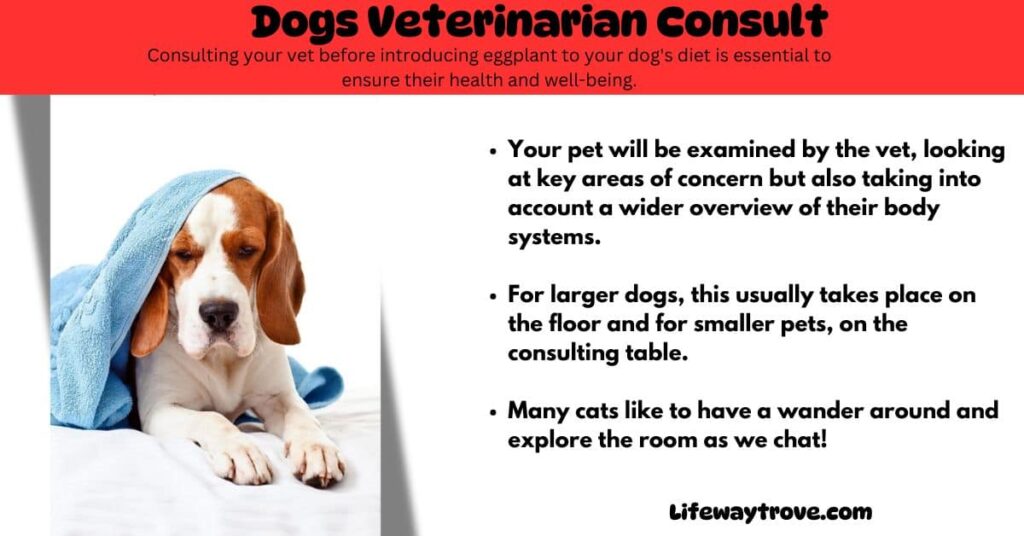 Dogs Veterinarian Consult
Consulting your vet before introducing eggplant to your dog's diet is essential to
ensure their health and well-being.
• Your pet will be examined by the vet, looking
at key areas of concern but also taking into
account a wider overview of their body
systems.
• For larger dogs, this usually takes place on
the floor and for smaller pets, on the
consulting table.
• Many cats like to have a wander around and
explore the room as we chat!
Lifewaytrove.com